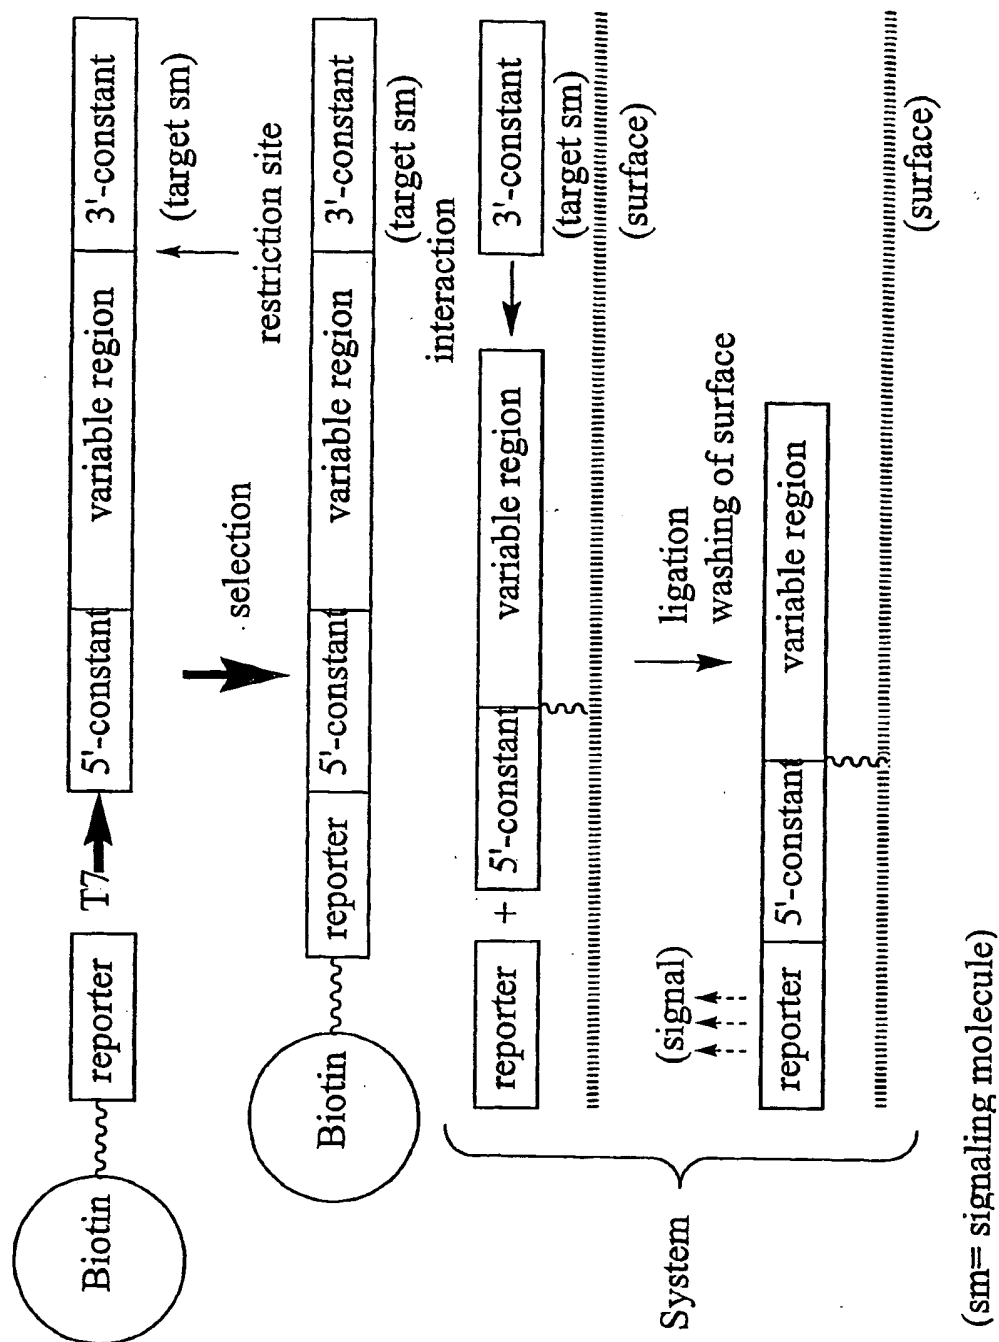 Biotin
reporter
T7
5'-constant
variable region
3'-constant
(target sm)
restriction site
selection
Biotin
reporter
5'-constant
variable region
3'-constant
(target sm)
interaction
System
reporter
+
5'-constant
variable region
3'-constant
(target sm)
(surface)
ligation
washing of surface
(signal)
reporter
5'-constant
variable region
(surface)
(sm= signaling molecule)